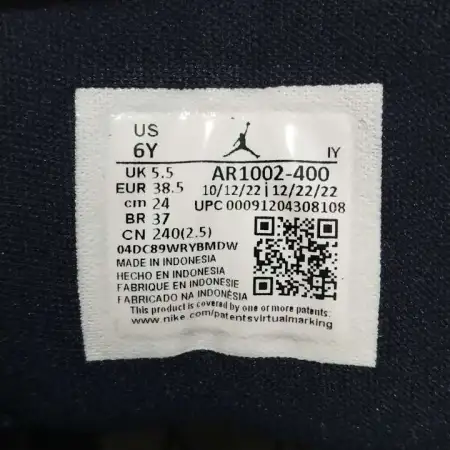 US
6Y
IY
UK 5.5
EUR 38.5
cm 24
BR 37
CN 240(2.5)
AR1002-400
10/12/22 | 12/22/22
UPC 00091204308108
04DC89WRYBMDW
MADE IN INDONESIA
HECHO EN INDONESIA
FABRIQUE EN INDONESIE
FABRICADO NA INDONÉSIA
This product is covered by one or more patents:
www.nike.com/patentsvirtualmarking